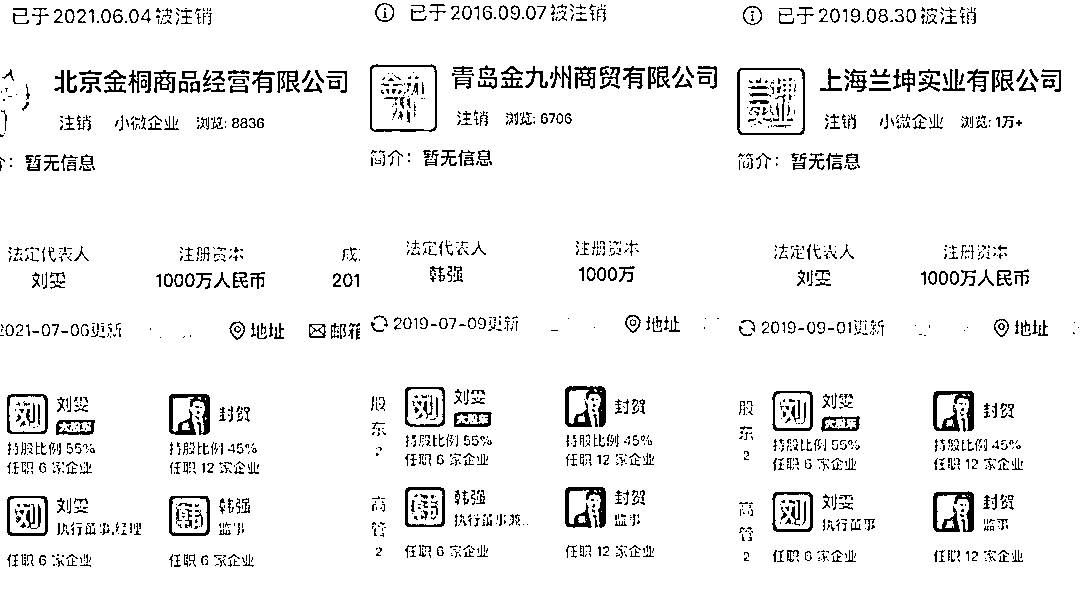 已于2021.06.04被注销
北京金桐商品经营有限公司
注销 小微企业 浏览: 8836
介: 暂无信息
法定代表人 注册资本
刘雯 1000万人民币 201
2021-07-06更新 地址 邮箱
刘雯 封贺
大股东
持股比例 55% 持股比例 45%
任职 6 家企业 任职 12 家企业
刘雯 韩强
执行董事,经理 监事
任职 6 家企业 任职 6 家企业
已于2016.09.07被注销
金九州
青岛金九州商贸有限公司
注销 浏览: 6706
简介: 暂无信息
法定代表人 注册资本
韩强 1000万
2019-07-09更新 地址
股东 2
刘雯 封贺
大股东
持股比例 55% 持股比例 45%
任职 6 家企业 任职 12 家企业
高管 2
韩强 封贺
执行董事兼... 监事
任职 6 家企业 任职 12 家企业
已于2019.08.30被注销
兰坤实业
上海兰坤实业有限公司
注销 小微企业 浏览: 1万+
简介: 暂无信息
法定代表人 注册资本
刘雯 1000万人民币
2019-09-01更新 地址
股东 2
刘雯 封贺
大股东
持股比例 55% 持股比例 45%
任职 6 家企业 任职 12 家企业
高管 2
刘雯 封贺
执行董事 监事
任职 6 家企业 任职 12 家企业